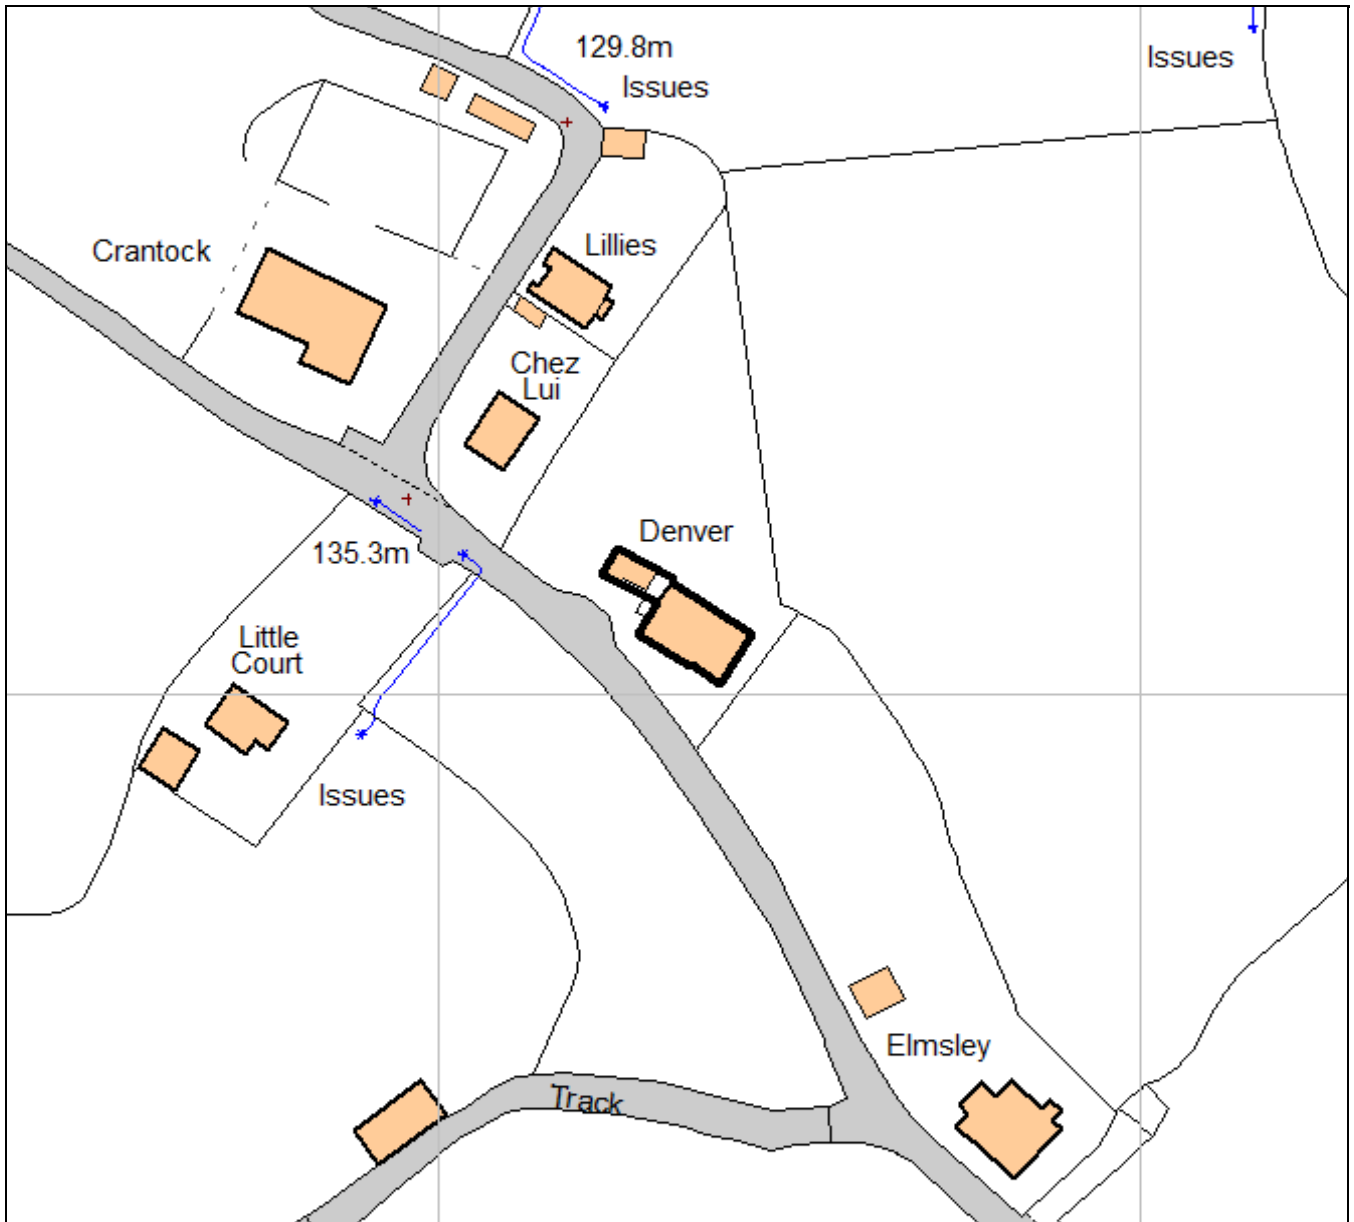 129.8m
Issues
Issues
Crantock
Lillies
Chez
Lui
Denver
135.3m
Little
Court
Issues
Elmsley
Track